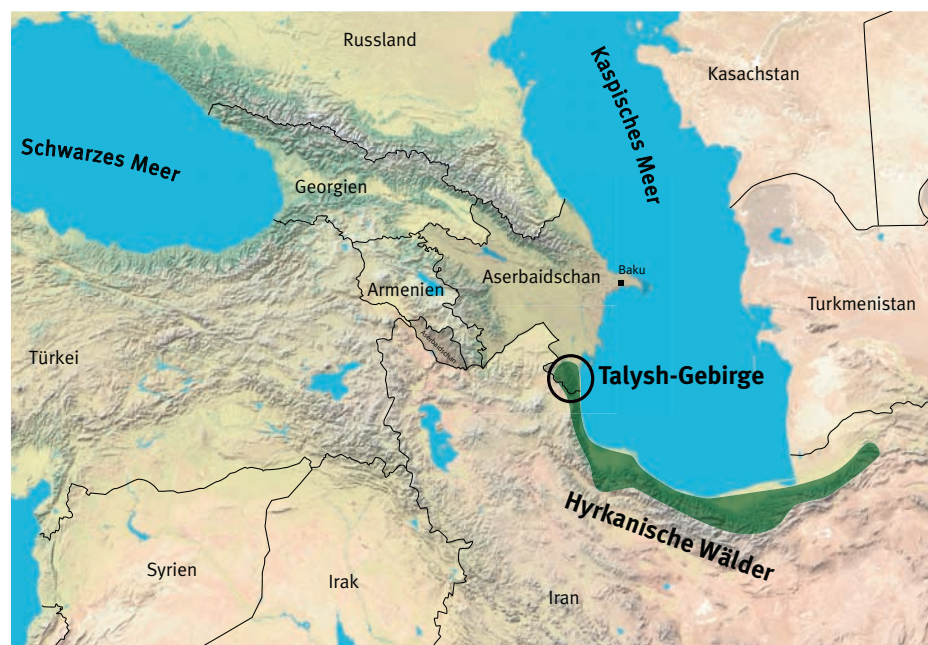 Russland
Kasachstan
Kaspisches Meer
Schwarzes Meer
Georgien
Aserbaidschan
Baku
Armenien
Turkmenistan
Aserbaidschan
Türkei
Talysh-Gebirge
Hyrkanische Wälder
Syrien
Irak
Iran